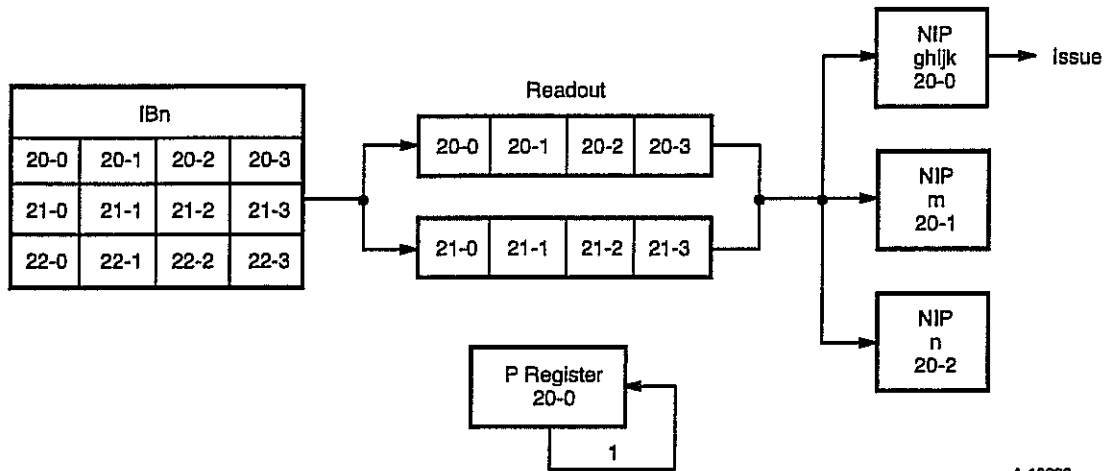 IBn
20-0 20-1 20-2 20-3
21-0 21-1 21-2 21-3
22-0 22-1 22-2 22-3
Readout
20-0 20-1 20-2 20-3
21-0 21-1 21-2 21-3
NIP
ghijk
20-0
Issue
NIP
m
20-1
NIP
n
20-2
P Register
20-0
1